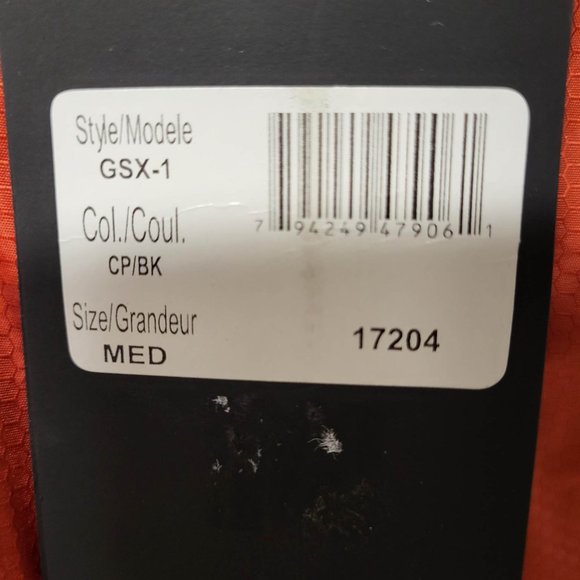 Style/Modele
GSX-1
Col./Coul.
CP/BK
7 94249 47906 1
Size/Grandeur
MED
17204